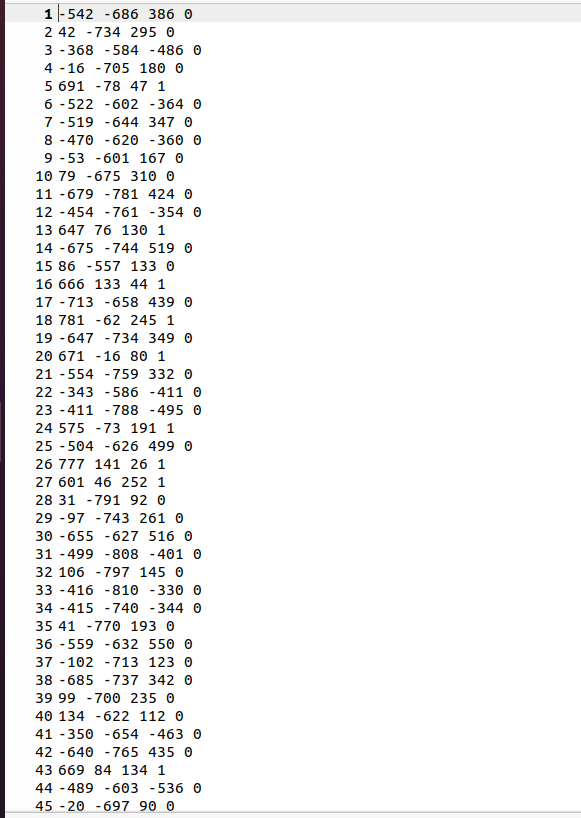 1 -542 -686 386 0
2 42 -734 295 0
3 -368 -584 -486 0
4 -16 -705 180 0
5 691 -78 47 1
6 -522 -602 -364 0
7 -519 -644 347 0
8 -470 -620 -360 0
9 -53 -601 167 0
10 79 -675 310 0
11 -679 -781 424 0
12 -454 -761 -354 0
13 647 76 130 1
14 -675 -744 519 0
15 86 -557 133 0
16 666 133 44 1
17 -713 -658 439 0
18 781 -62 245 1
19 -647 -734 349 0
20 671 -16 80 1
21 -554 -759 332 0
22 -343 -586 -411 0
23 -411 -788 -495 0
24 575 -73 191 1
25 -504 -626 499 0
26 777 141 26 1
27 601 46 252 1
28 31 -791 92 0
29 -97 -743 261 0
30 -655 -627 516 0
31 -499 -808 -401 0
32 106 -797 145 0
33 -416 -810 -330 0
34 -415 -740 -344 0
35 41 -770 193 0
36 -559 -632 550 0
37 -102 -713 123 0
38 -685 -737 342 0
39 99 -700 235 0
40 134 -622 112 0
41 -350 -654 -463 0
42 -640 -765 435 0
43 669 84 134 1
44 -489 -603 -536 0
45 -20 -697 90 0